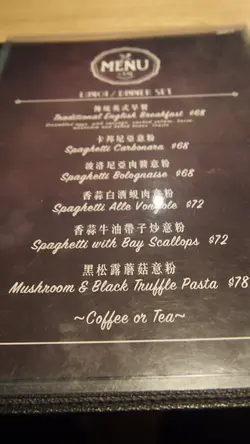 MENU
LUNCH / DINNER SET
傳統英式早餐
Traditional English Breakfast $68
卡邦尼意粉
Spaghetti Carbonara $68
波洛尼亞肉醬意粉
Spaghetti Bolognaise $68
香蒜白酒蜆肉意粉
Spaghetti Alle Vongole $72
香蒜牛油帶子炒意粉
Spaghetti with Bay Scallops $72
黑松露蘑菇意粉
Mushroom & Black Truffle Pasta $78
~Coffee or Tea~